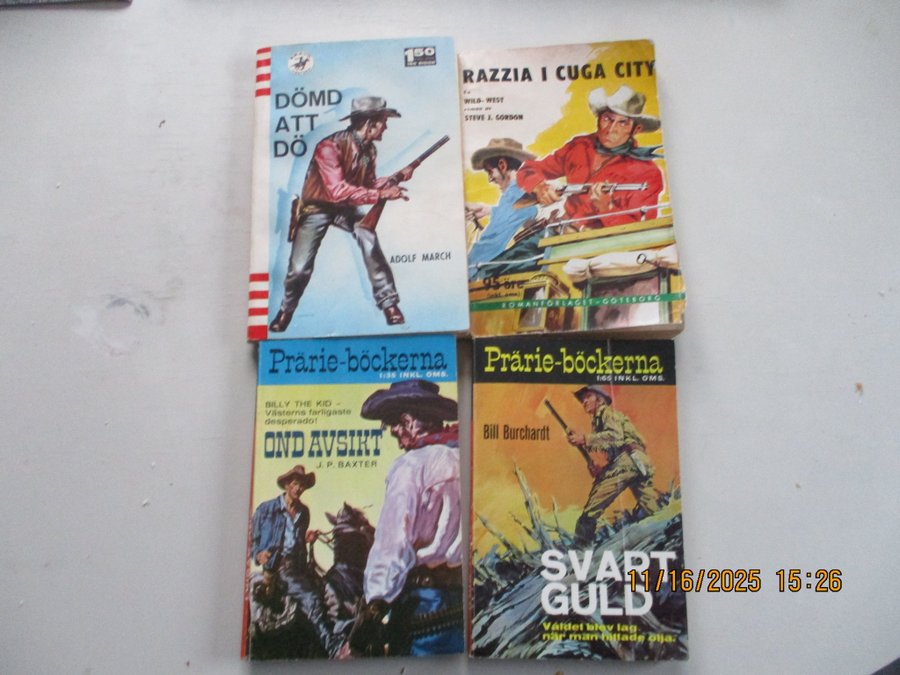 1.50
DÖMD
ATT
DÖ
ADOLF MARCH
RAZZIA I CUGA CITY
WILD-WEST
STEVE J. GORDON
95 öre
ROMANFÖRLAGET - GÖTEBORG
Prärie-böckerna
1:35 INKL. OMS.
BILLY THE KID –
Västerns farligaste
desperado!
OND AVSIKT
J. P. BAXTER
Prärie-böckerna
1:65 INKL. OMS.
Bill Burchardt
SVART
GULD
Våldet blev lag
när man hittade olja.
11/16/2025 15:26